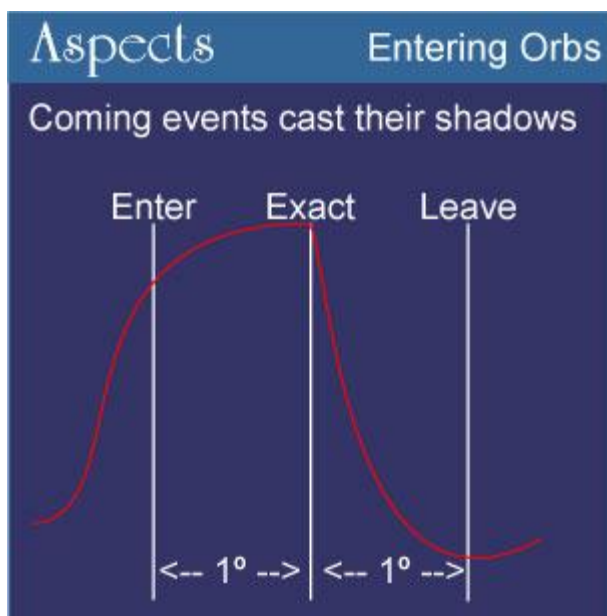 Aspects Entering Orbs
Coming events cast their shadows
Enter Exact Leave
<-- 1º --> <-- 1º -->